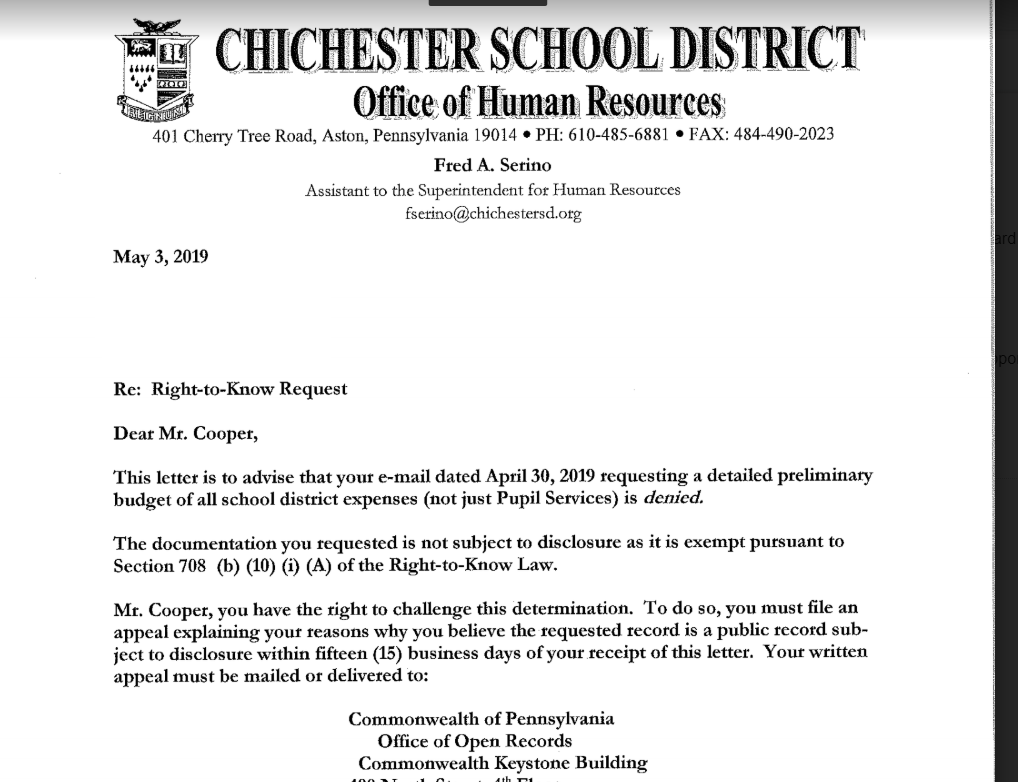 CHICHESTER SCHOOL DISTRICT
Office of Human Resources
401 Cherry Tree Road, Aston, Pennsylvania 19014 • PH: 610-485-6881 • FAX: 484-490-2023
Fred A. Serino
Assistant to the Superintendent for Human Resources
fserino@chichestersd.org
May 3, 2019
Re: Right-to-Know Request
Dear Mr. Cooper,
This letter is to advise that your e-mail dated April 30, 2019 requesting a detailed preliminary
budget of all school district expenses (not just Pupil Services) is denied.
The documentation you requested is not subject to disclosure as it is exempt pursuant to
Section 708 (b) (10) (i) (A) of the Right-to-Know Law.
Mr. Cooper, you have the right to challenge this determination. To do so, you must file an
appeal explaining your reasons why you believe the requested record is a public record sub-
ject to disclosure within fifteen (15) business days of your receipt of this letter. Your written
appeal must be mailed or delivered to:
Commonwealth of Pennsylvania
Office of Open Records
Commonwealth Keystone Building